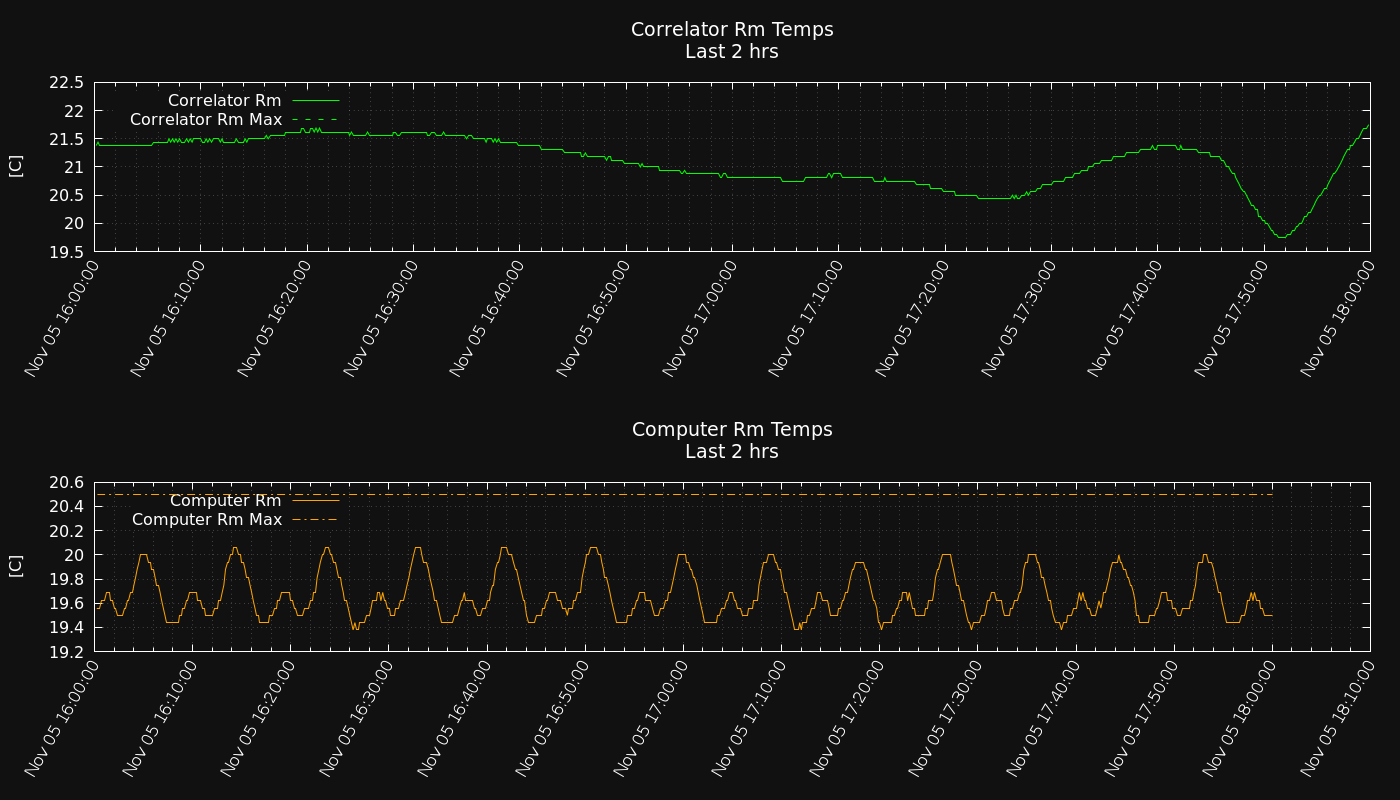 Correlator Rm Temps
Last 2 hrs
22.5
22
21.5
21
20.5
20
19.5
[C]
Correlator Rm
Correlator Rm Max
Nov 05 16:00:00
Nov 05 16:10:00
Nov 05 16:20:00
Nov 05 16:30:00
Nov 05 16:40:00
Nov 05 16:50:00
Nov 05 17:00:00
Nov 05 17:10:00
Nov 05 17:20:00
Nov 05 17:30:00
Nov 05 17:40:00
Nov 05 17:50:00
Nov 05 18:00:00
Computer Rm Temps
Last 2 hrs
20.6
20.4
20.2
20
19.8
19.6
19.4
19.2
[C]
Computer Rm
Computer Rm Max
Nov 05 16:00:00
Nov 05 16:10:00
Nov 05 16:20:00
Nov 05 16:30:00
Nov 05 16:40:00
Nov 05 16:50:00
Nov 05 17:00:00
Nov 05 17:10:00
Nov 05 17:20:00
Nov 05 17:30:00
Nov 05 17:40:00
Nov 05 17:50:00
Nov 05 18:00:00
Nov 05 18:10:00